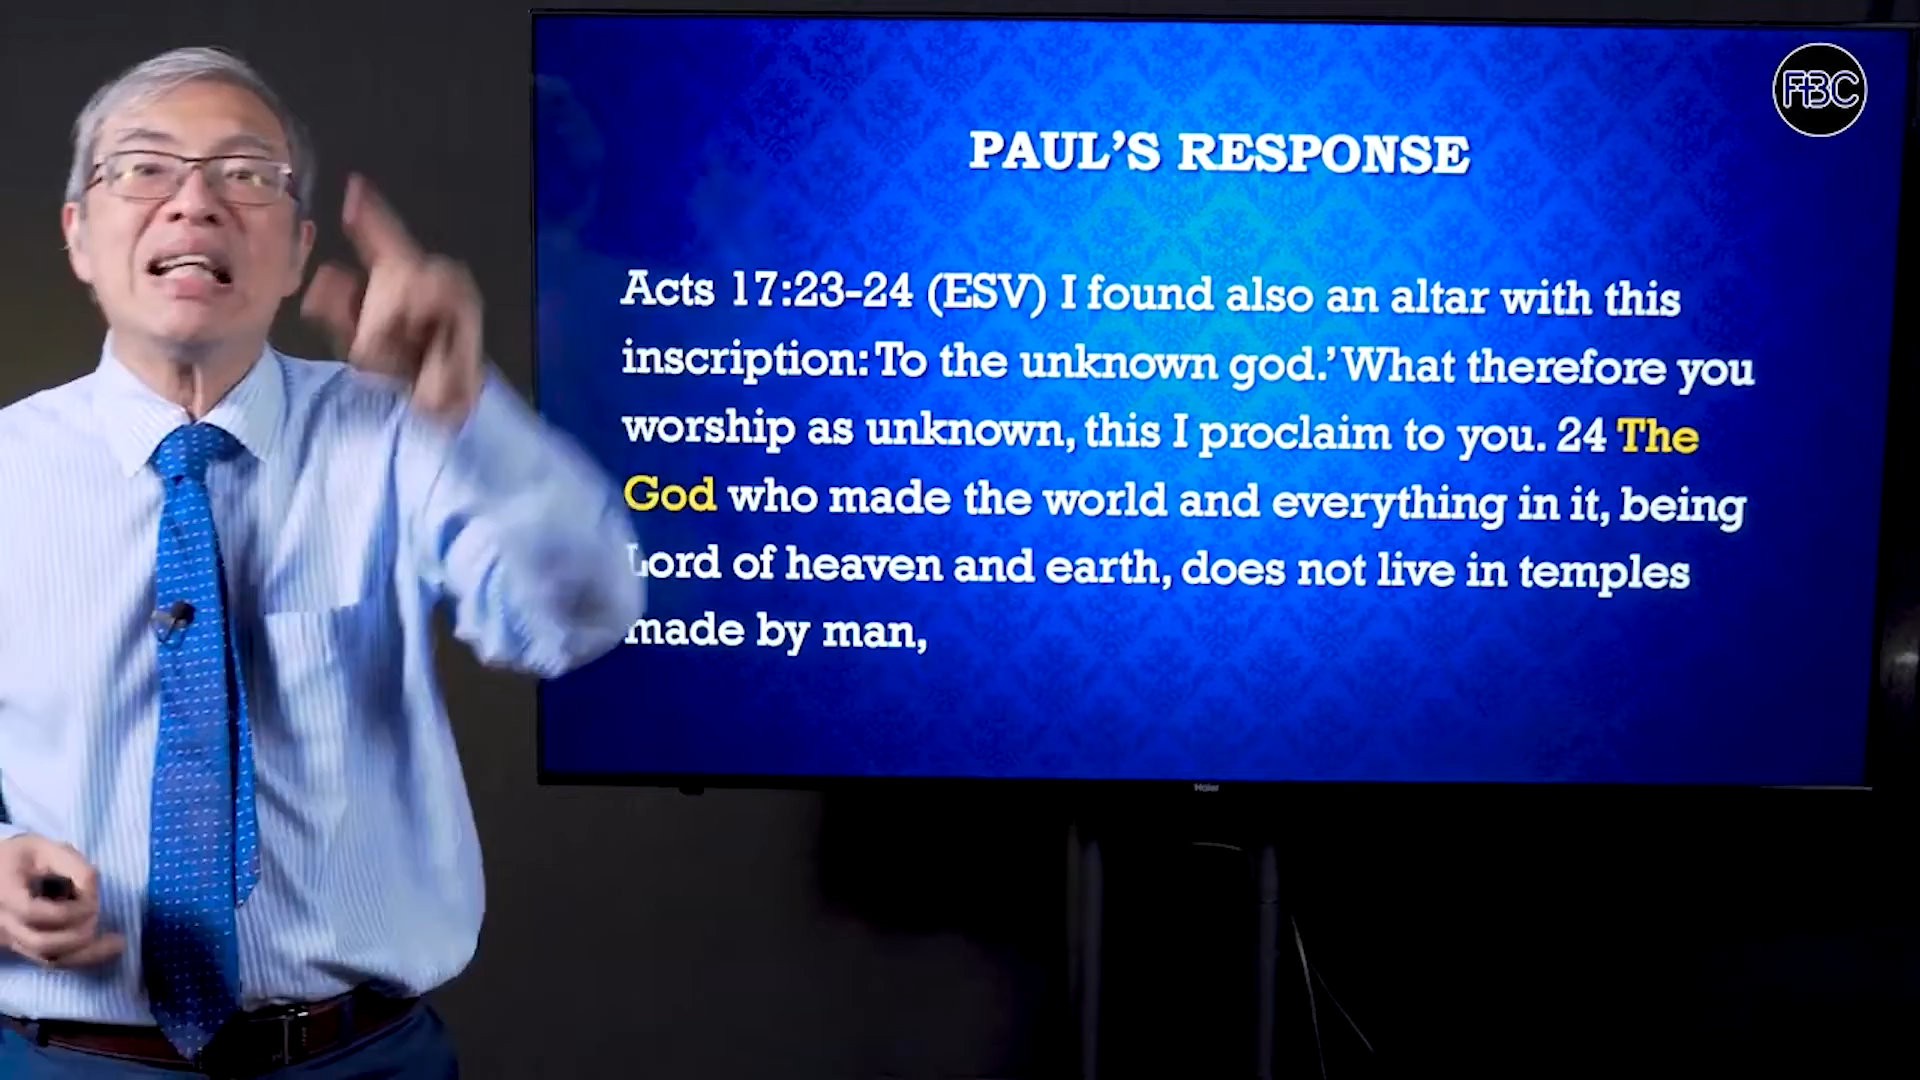 FBC
PAUL'S RESPONSE
Acts 17:23-24 (ESV) I found also an altar with this
inscription: 'To the unknown god.' What therefore you
worship as unknown, this I proclaim to you. 24 The
God who made the world and everything in it, being
Lord of heaven and earth, does not live in temples
made by man,
Haier